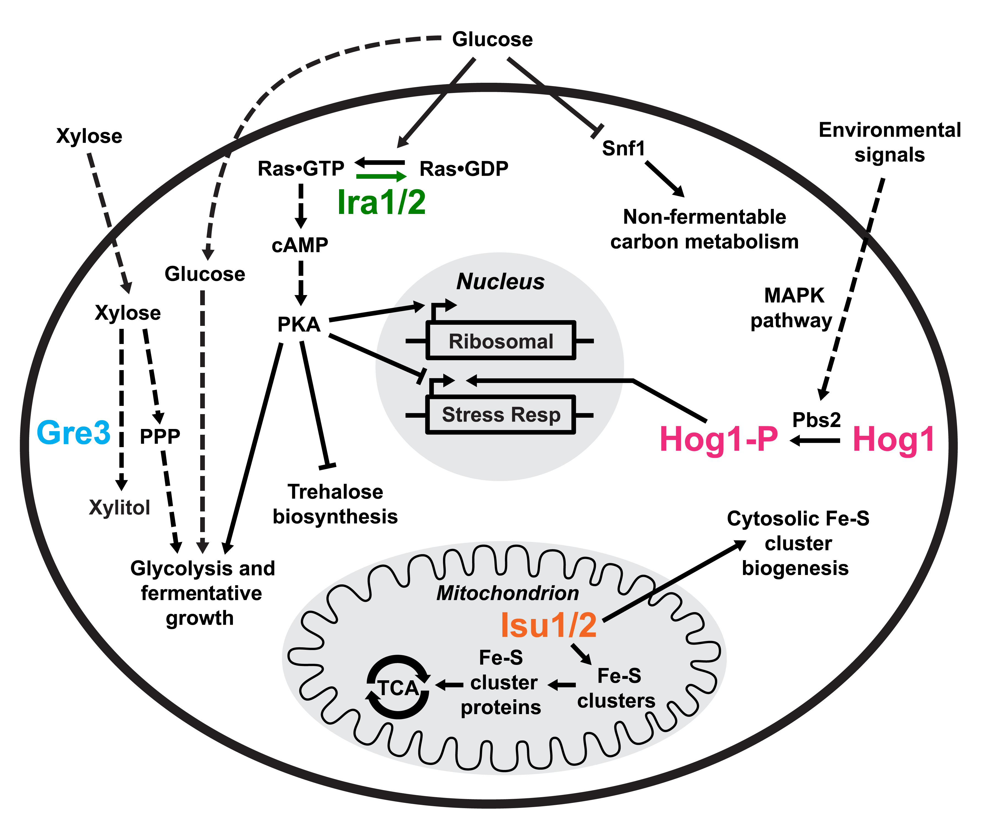 Glucose
Xylose
Environmental
signals
Snf1
Ras•GTP
Ras•GDP
Ira1/2
Non-fermentable
carbon metabolism
cAMP
Glucose
Nucleus
MAPK
pathway
Xylose
PKA
Ribosomal
Stress Resp
Pbs2
Gre3
PPP
Hog1-P
Hog1
Xylitol
Trehalose
biosynthesis
Cytosolic Fe-S
cluster
biogenesis
Glycolysis and
fermentative
growth
Mitochondrion
Isu1/2
Fe-S
cluster
proteins
Fe-S
clusters
TCA